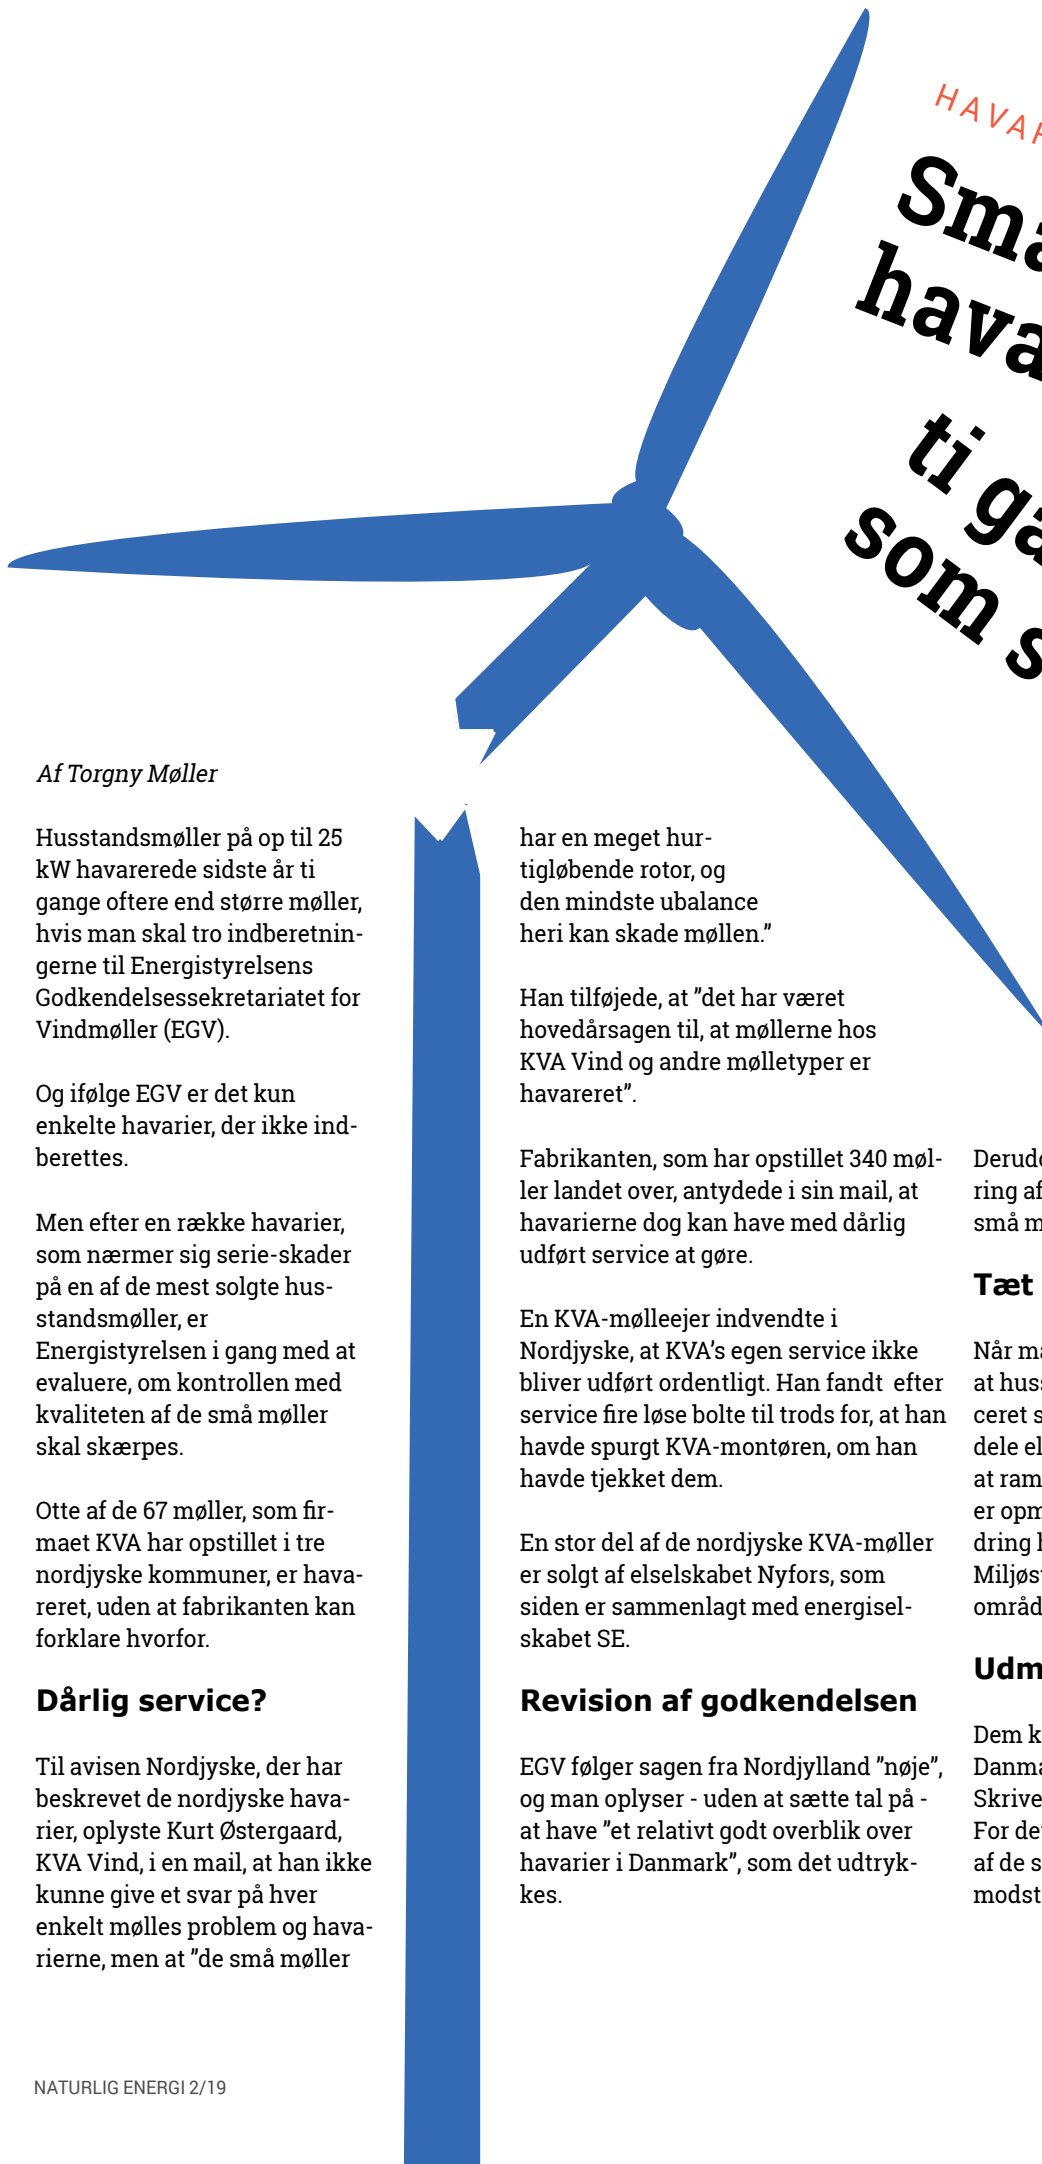 HAVAR
Små
hava
ti ga
som s
Af Torgny Møller
Husstandsmøller på op til 25
kW havarerede sidste år ti
gange oftere end større møller,
hvis man skal tro indberetnin-
gerne til Energistyrelsens
Godkendelsessekretariatet for
Vindmøller (EGV).
Og ifølge EGV er det kun
enkelte havarier, der ikke ind-
berettes.
Men efter en række havarier,
som nærmer sig serie-skader
på en af de mest solgte hus-
standsmøller, er
Energistyrelsen i gang med at
evaluere, om kontrollen med
kvaliteten af de små møller
skal skærpes.
Otte af de 67 møller, som fir-
maet KVA har opstillet i tre
nordjyske kommuner, er hava-
reret, uden at fabrikanten kan
forklare hvorfor.
Dårlig service?
Til avisen Nordjyske, der har
beskrevet de nordjyske hava-
rier, oplyste Kurt Østergaard,
KVA Vind, i en mail, at han ikke
kunne give et svar på hver
enkelt mølles problem og hava-
rierne, men at ”de små møller
har en meget hur-
tigløbende rotor, og
den mindste ubalance
heri kan skade møllen.”
Han tilføjede, at ”det har været
hovedårsagen til, at møllerne hos
KVA Vind og andre mølletyper er
havareret”.
Fabrikanten, som har opstillet 340 møl-
ler landet over, antydede i sin mail, at
havarierne dog kan have med dårlig
udført service at gøre.
En KVA-mølleejer indvendte i
Nordjyske, at KVA’s egen service ikke
bliver udført ordentligt. Han fandt efter
service fire løse bolte til trods for, at han
havde spurgt KVA-montøren, om han
havde tjekket dem.
En stor del af de nordjyske KVA-møller
er solgt af elselskabet Nyfors, som
siden er sammenlagt med energisel-
skabet SE.
Revision af godkendelsen
EGV følger sagen fra Nordjylland ”nøje”,
og man oplyser - uden at sætte tal på -
at have ”et relativt godt overblik over
havarier i Danmark”, som det udtryk-
kes.
Derudo
ring af
små m
Tæt
Når ma
at huss
ceret s
dele el
at ram
er opm
dring h
Miljøst
områd
Udm
Dem k
Danma
Skrive
For det
af de s
modst
NATURLIG ENERGI 2/19